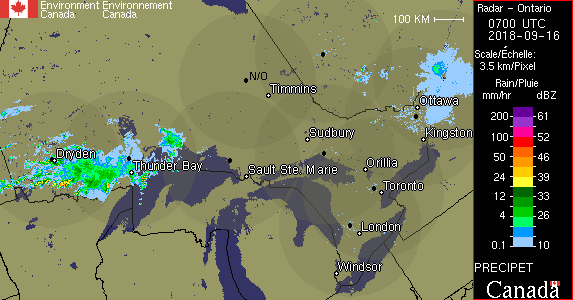 Environment Environnement
Canada Canada
100 KM
N/O
Timmins
Ottawa
Sudbury
Kingston
Dryden
Thunder Bay
Sault Ste. Marie
Orillia
Toronto
London
Windsor
Radar - Ontario
0700 UTC
2018-09-16
Scale/Échelle:
3.5 km/Pixel
Rain/Pluie
mm/hr dBZ
200 61
100 52
50 46
24 39
12 33
4 26
0.1 10
PRECIPET
Canada